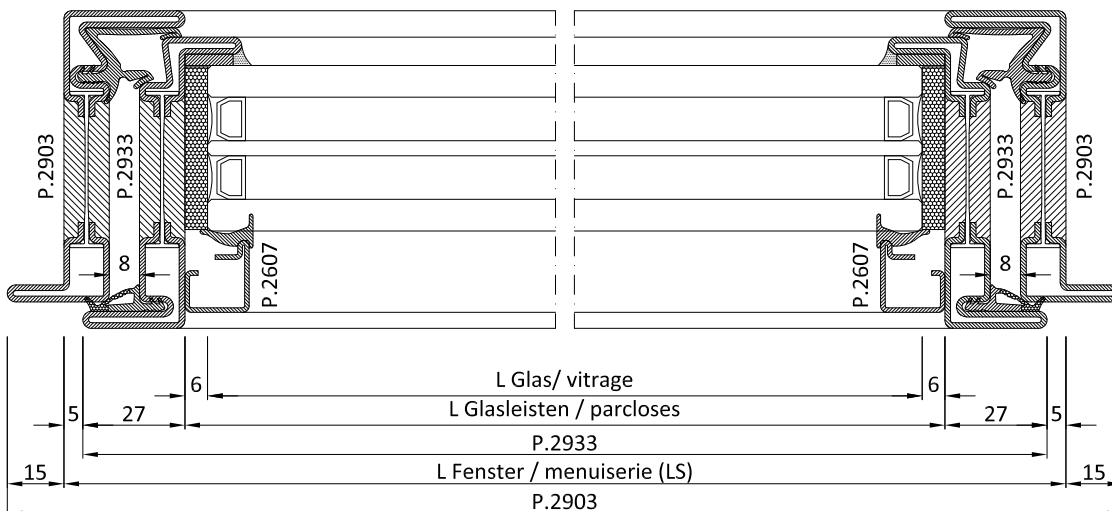 P.2903
P.2933
P.2607
P.2607
P.2933
P.2903
8
8
6
L Glas/ vitrage
6
5
27
L Glasleisten / parcloses
27
5
P.2933
15
L Fenster / menuiserie (LS)
15
P.2903